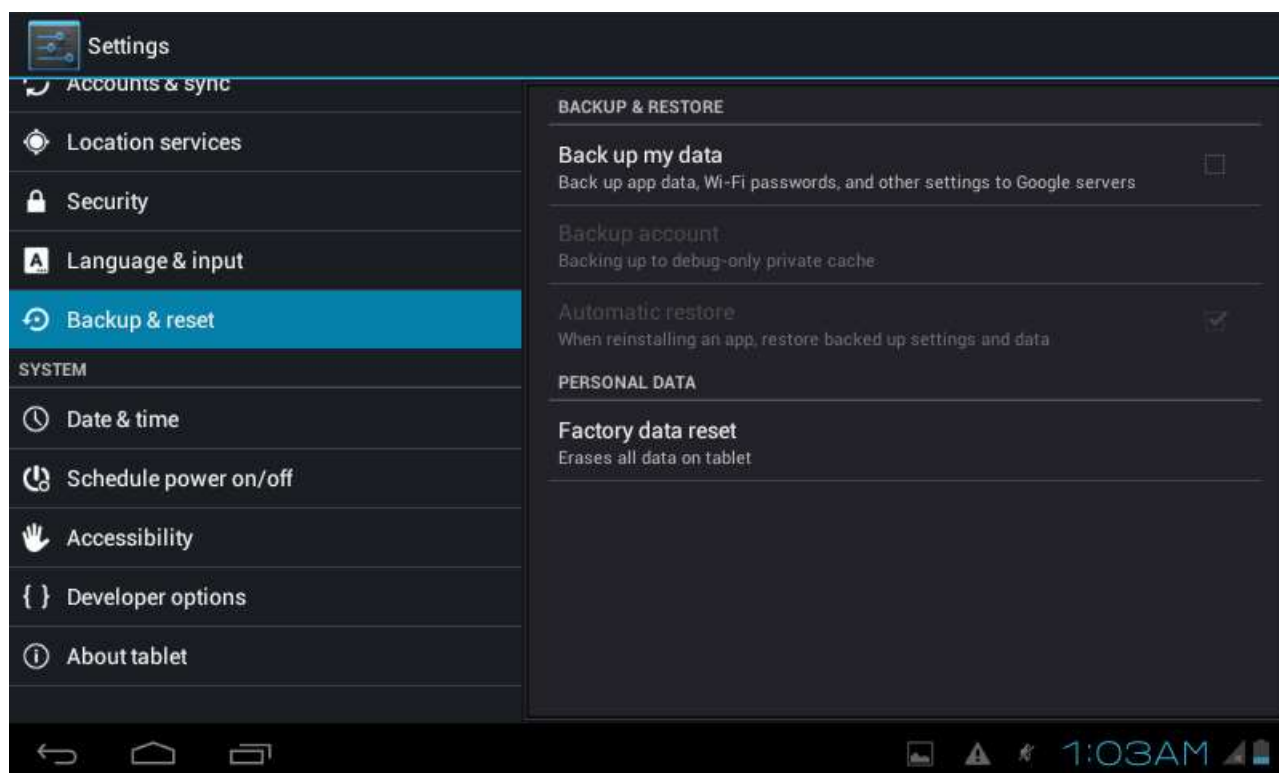 Settings
Accounts & sync
Location services
Security
Language & input
Backup & reset
SYSTEM
Date & time
Schedule power on/off
Accessibility
{ } Developer options
About tablet
BACKUP & RESTORE
Back up my data
Back up app data, Wi-Fi passwords, and other settings to Google servers
Backup account
Backing up to debug-only private cache
Automatic restore
When reinstalling an app, restore backed up settings and data
PERSONAL DATA
Factory data reset
Erases all data on tablet
1:03AM